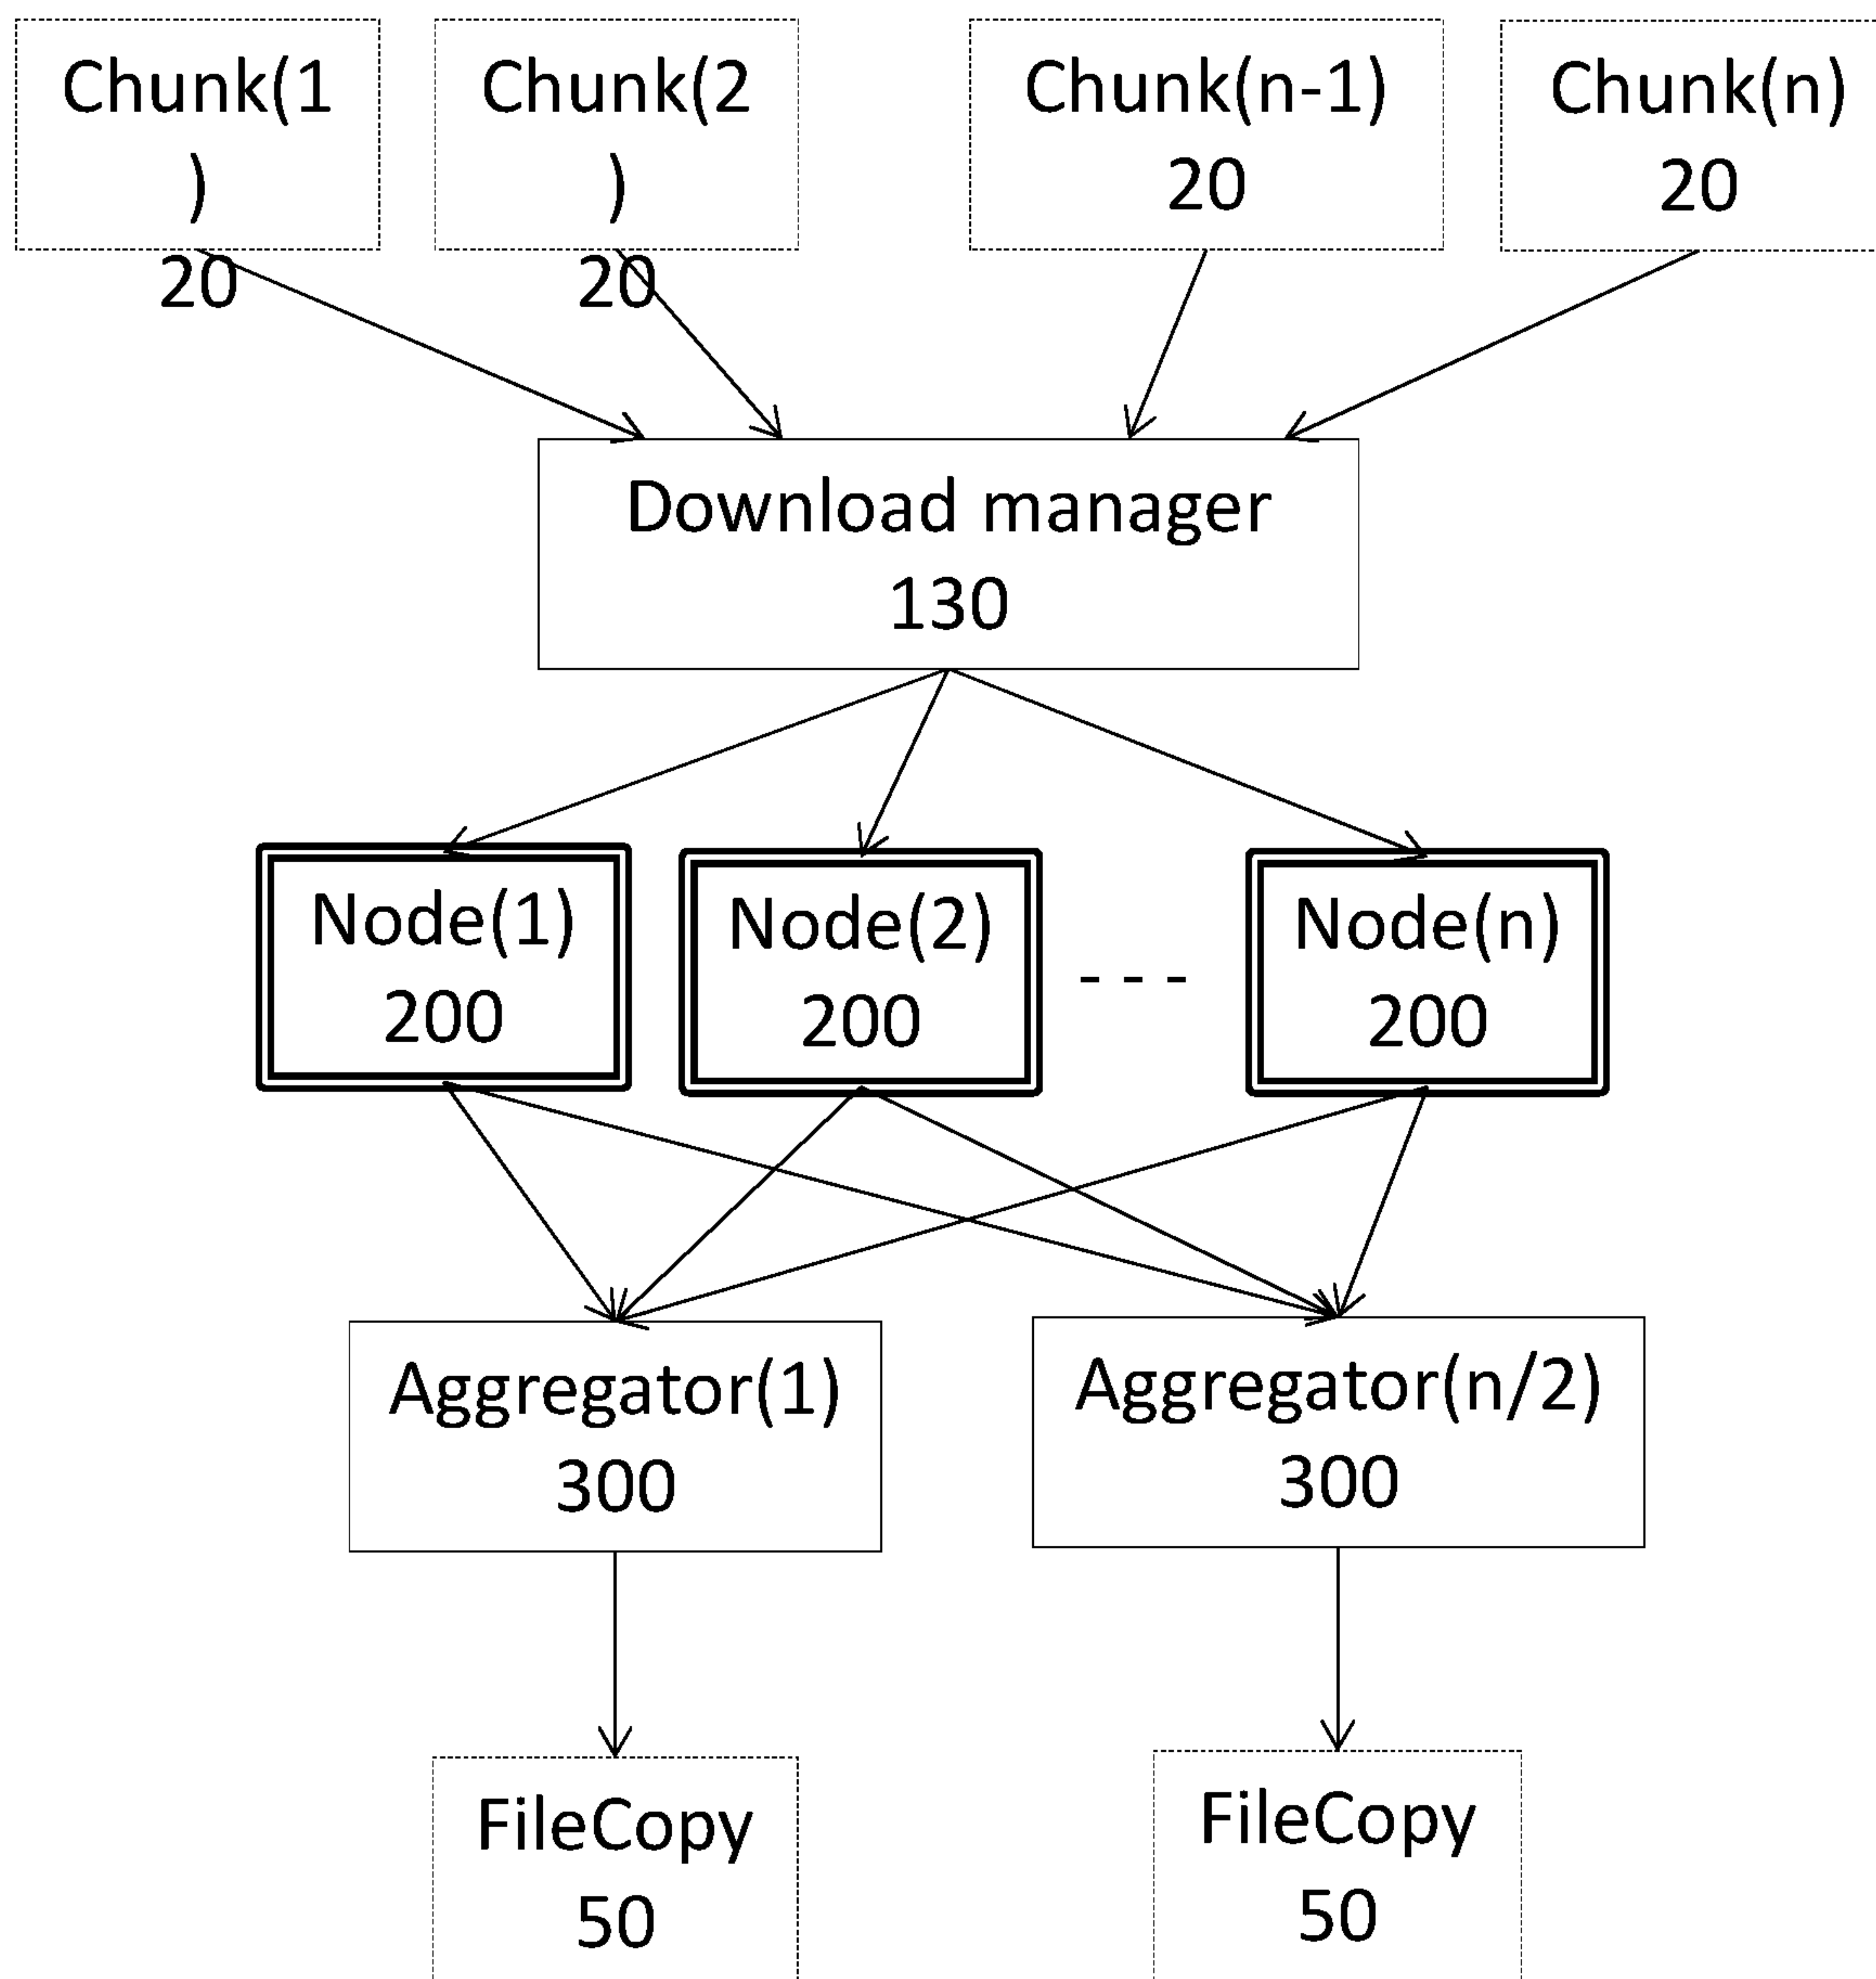 Chunk(1
)
20
Chunk(2
)
20
Chunk(n-1)
20
Chunk(n)
20
Download manager
130
Node(1)
200
Node(2)
200
- - -
Node(n)
200
Aggregator(1)
300
Aggregator(n/2)
300
FileCopy
50
FileCopy
50